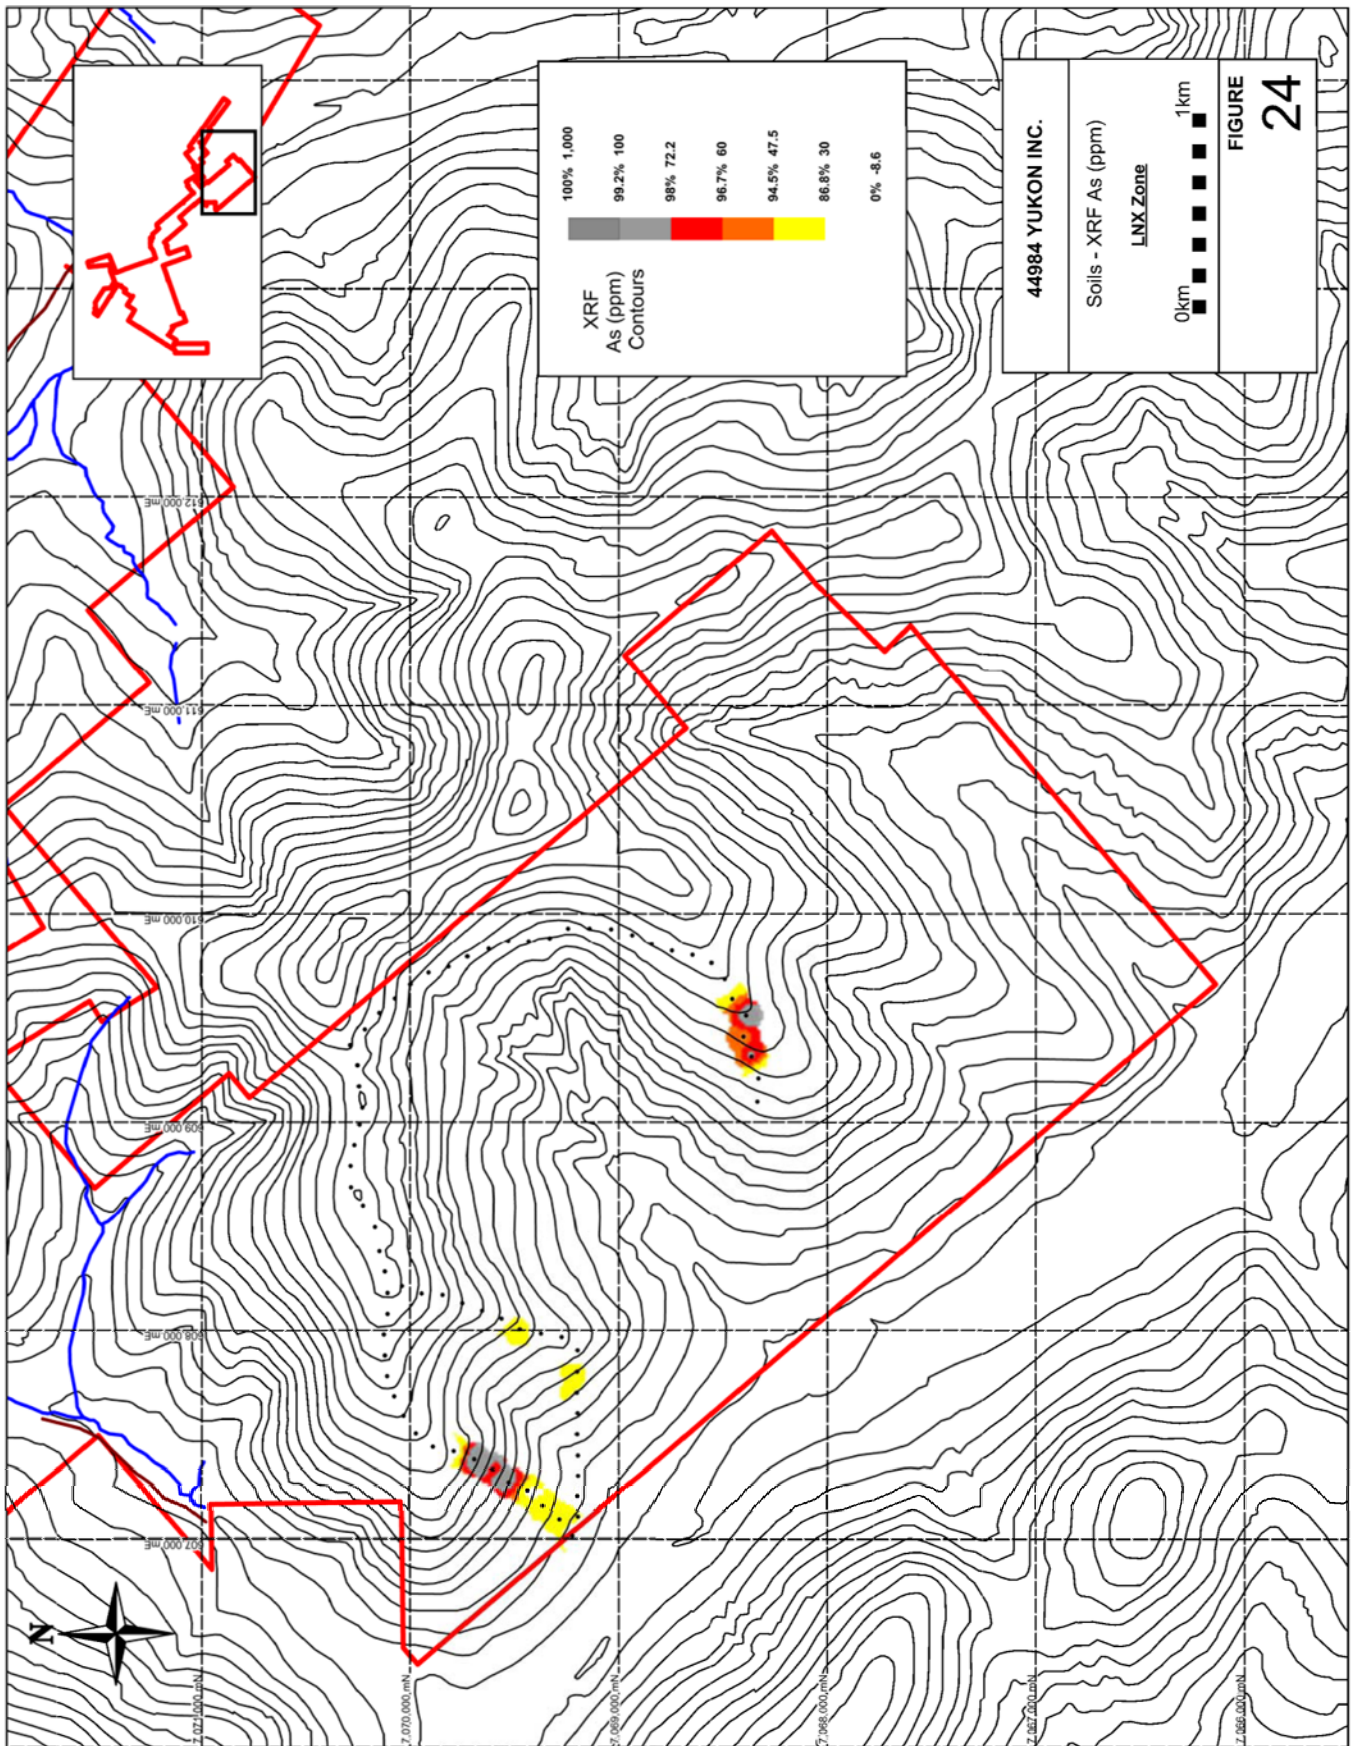 N
XRF
As (ppm)
Contours
100% 1,000
99.2% 100
98% 72.2
96.7% 60
94.5% 47.5
86.8% 30
0% -8.6
44984 YUKON INC.
Soils - XRF As (ppm)
LNX Zone
0km 1km
FIGURE
24
607,000 mE
608,000 mE
609,000 mE
610,000 mE
611,000 mE
612,000 mE
7,071,000 mN
7,070,000 mN
7,069,000 mN
7,068,000 mN
7,067,000 mN
7,066,000 mN